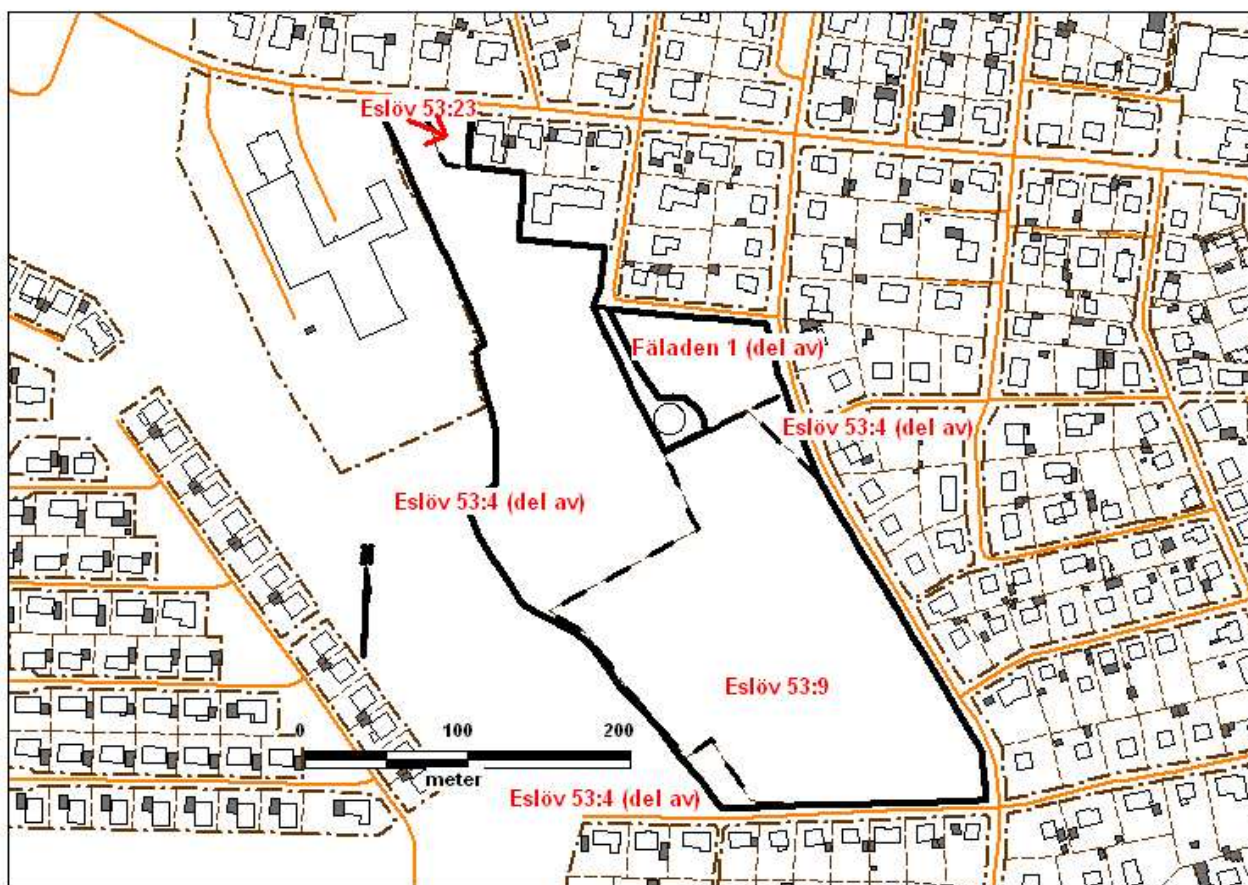 Eslöv 53:23
Fäladen 1 (del av)
Eslöv 53:4 (del av)
Eslöv 53:4 (del av)
Eslöv 53:9
0 100 200
meter
Eslöv 53:4 (del av)